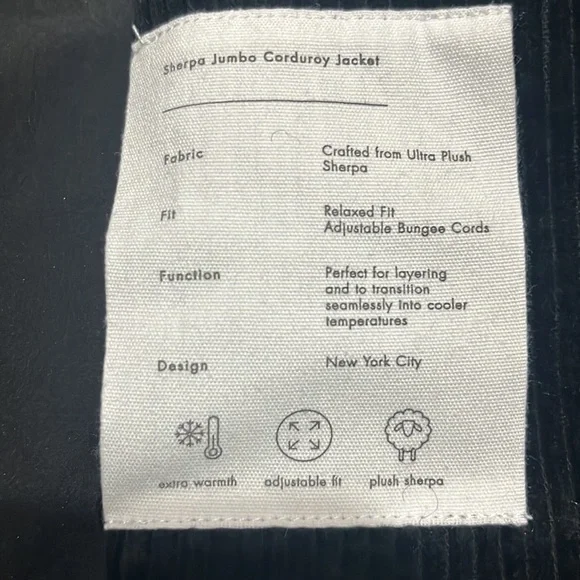 Sherpa Jumbo Corduroy Jacket
Fabric
Crafted from Ultra Plush
Sherpa
Fit
Relaxed Fit
Adjustable Bungee Cords
Function
Perfect for layering
and to transition
seamlessly into cooler
temperatures
Design
New York City
extra warmth
adjustable fit
plush sherpa